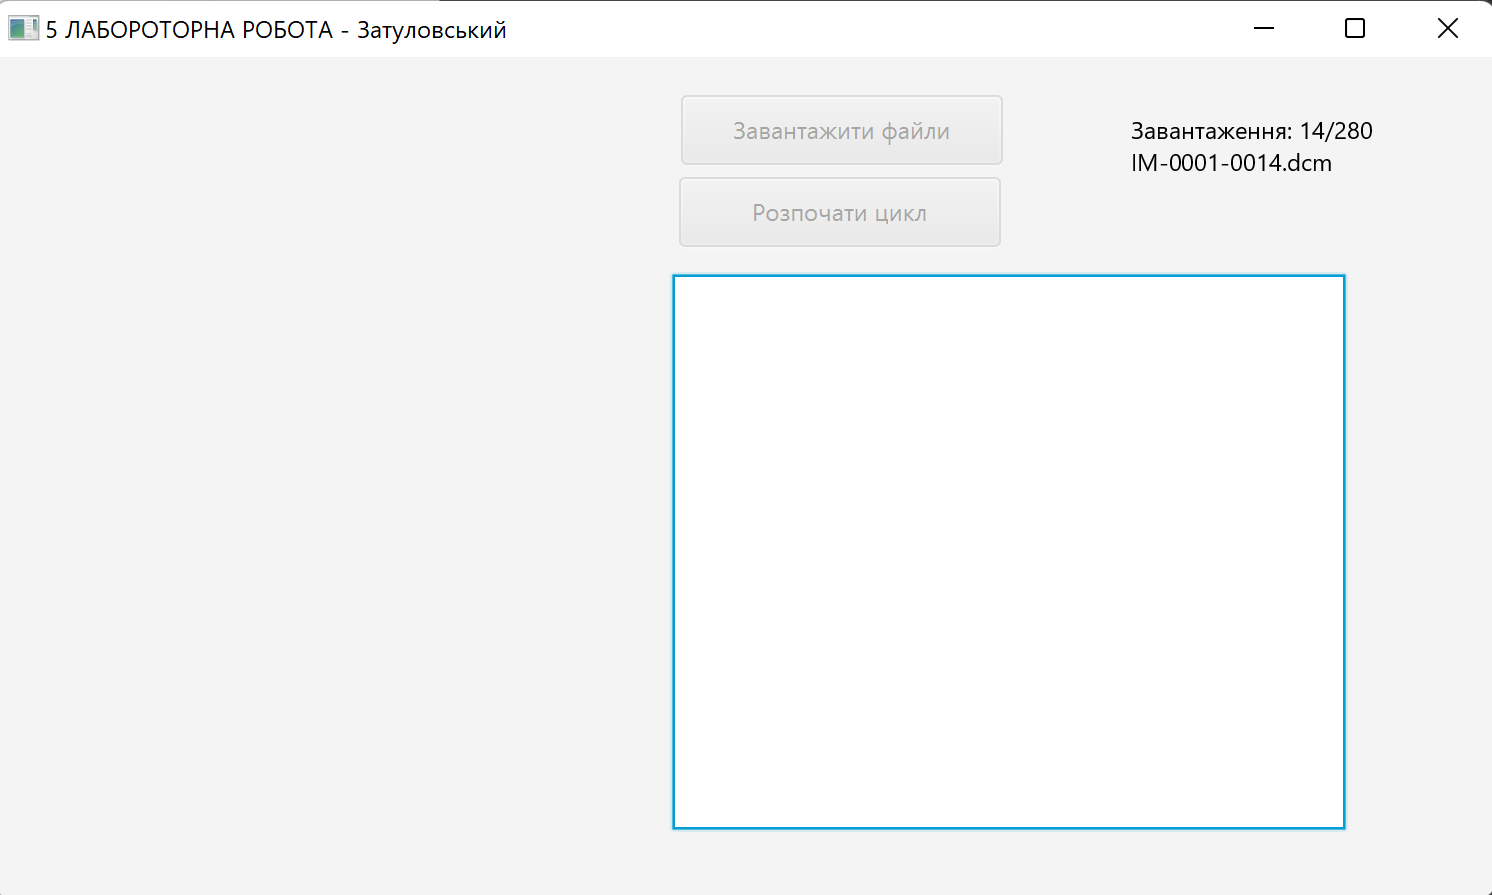 5 ЛАБОРОТОРНА РОБОТА - Затуловський
Завантажити файли
Завантаження: 14/280
IM-0001-0014.dcm
Розпочати цикл